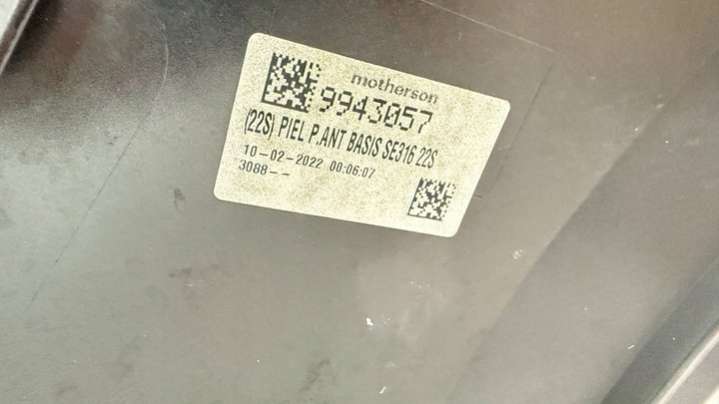 motherson
9943057
(22S) PIEL P.ANT BASIS SE316 22S
10-02-2022 00:06:07
3088--